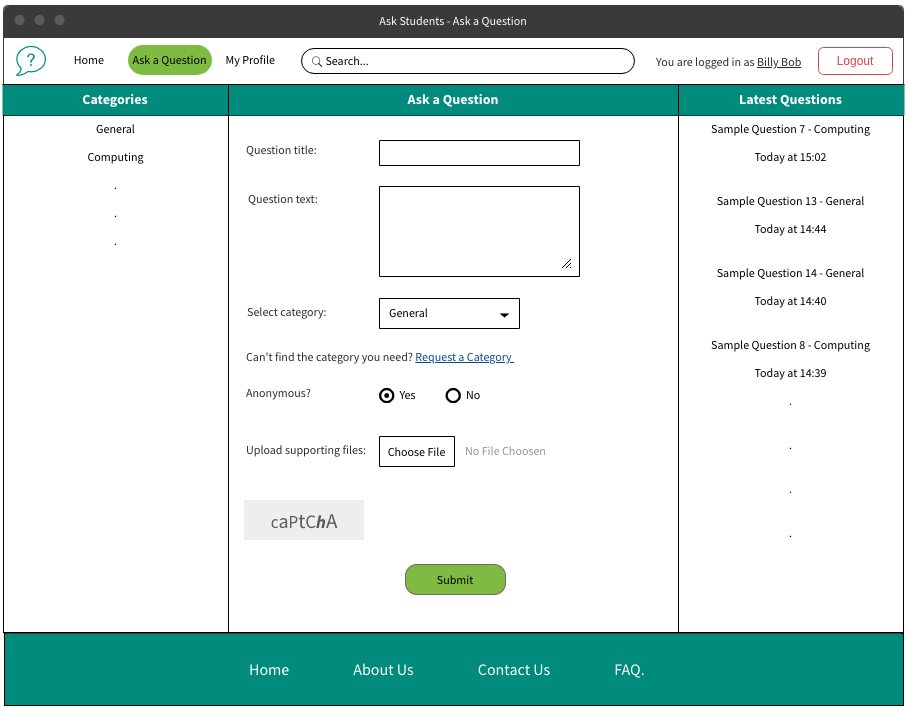 Ask Students - Ask a Question
?
Home
Ask a Question
My Profile
Search...
You are logged in as Billy Bob
Logout
Categories
General
Computing
.
.
.
Ask a Question
Question title:
Question text:
Select category:
General
Can't find the category you need? Request a Category
Anonymous?
Yes
No
Upload supporting files:
Choose File
No File Choosen
caPtChA
Submit
Latest Questions
Sample Question 7 - Computing
Today at 15:02
Sample Question 13 - General
Today at 14:44
Sample Question 14 - General
Today at 14:40
Sample Question 8 - Computing
Today at 14:39
.
.
.
.
Home
About Us
Contact Us
FAQ.